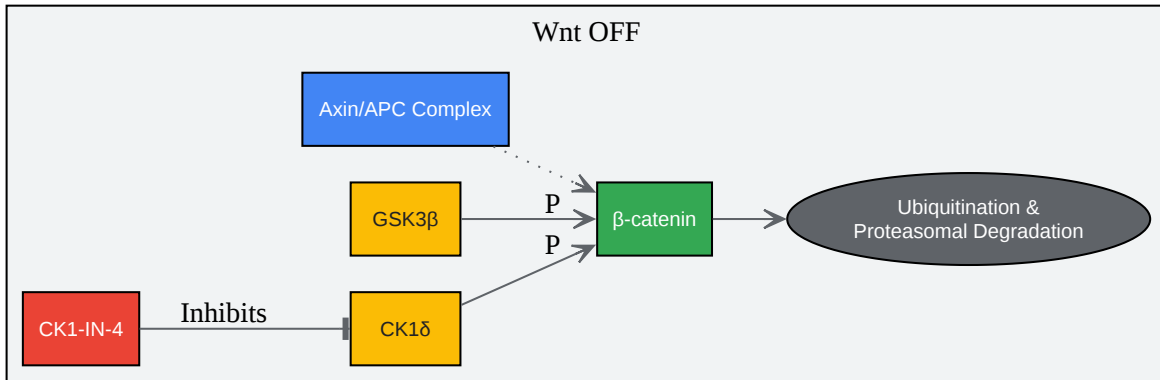 Wnt OFF
Axin/APC Complex
GSK3β
P
β-catenin
Ubiquitination &
Proteasomal Degradation
P
CK1-IN-4
Inhibits
CK1δ